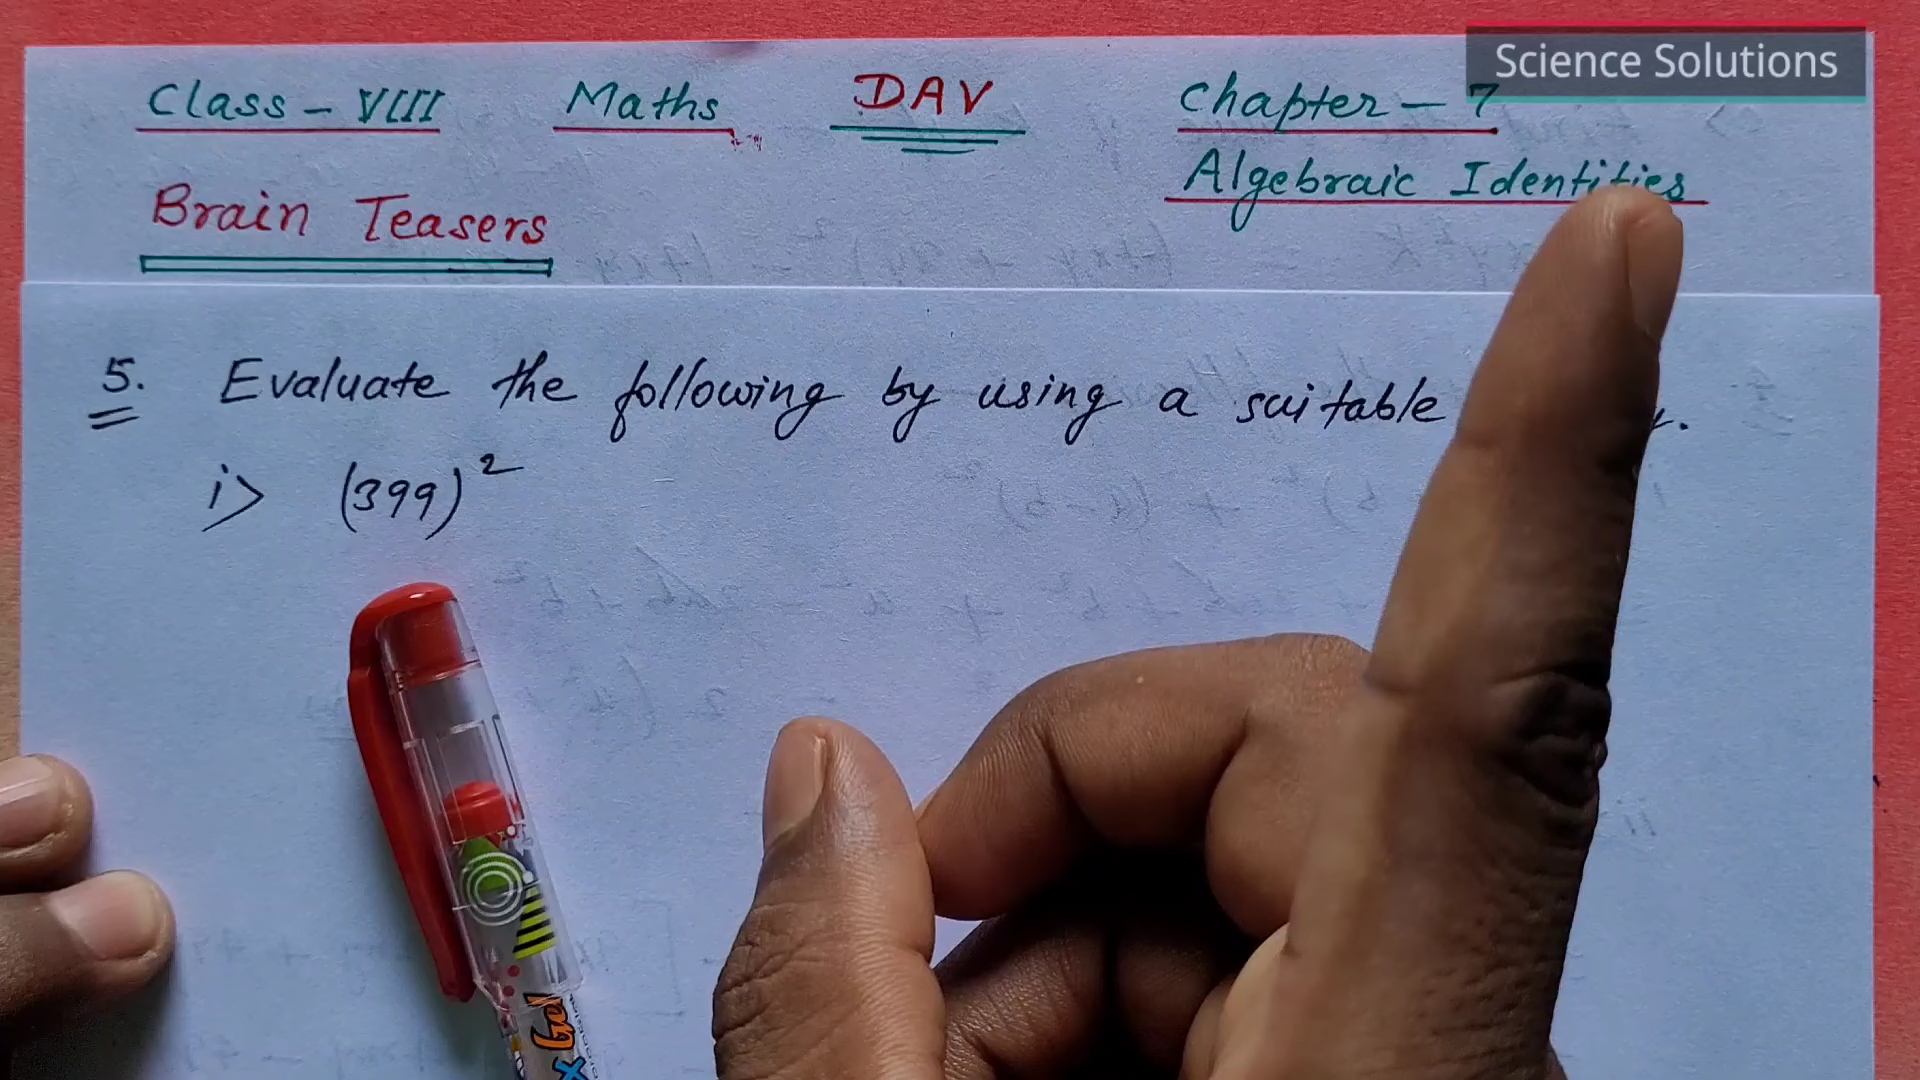 Science Solutions
Class - VIII Maths DAV Chapter - 7
Algebraic Identities
Brain Teasers
5. Evaluate the following by using a suitable
i> (399)²